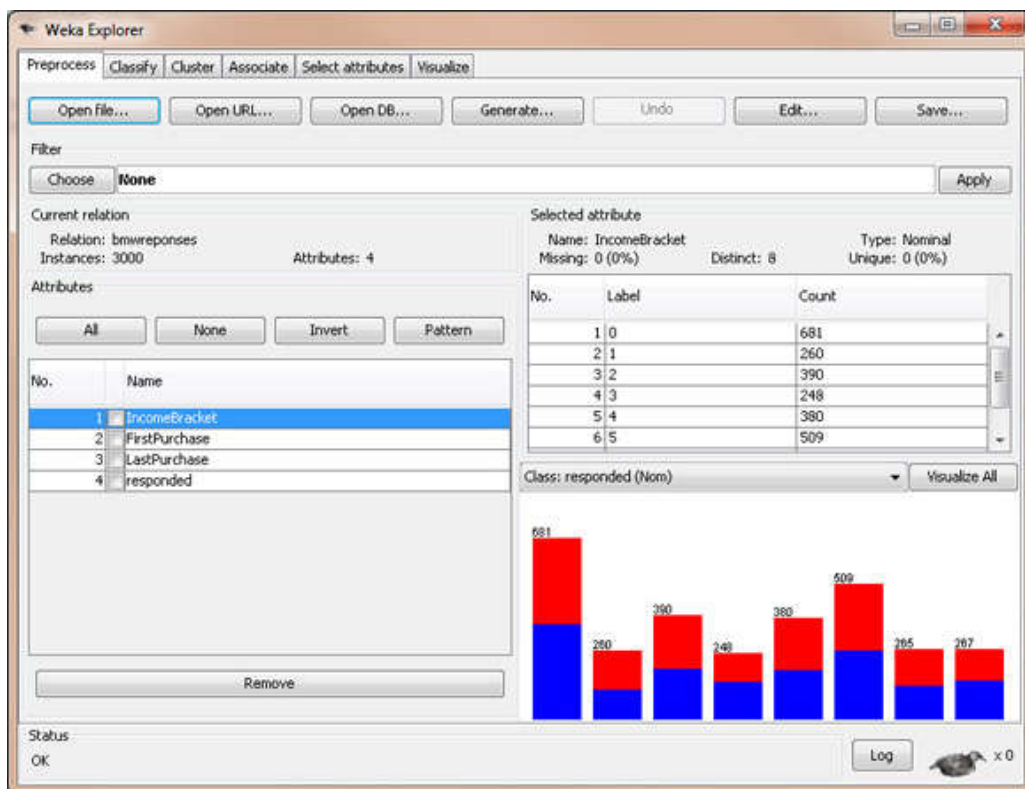 Weka Explorer
Preprocess Classify Cluster Associate Select attributes Visualize
Open file... Open URL... Open DB... Generate... Undo Edit... Save...
Filter
Choose None Apply
Current relation
Relation: bmwreponses
Instances: 3000 Attributes: 4
Attributes
All None Invert Pattern
No. Name
1 IncomeBracket
2 FirstPurchase
3 LastPurchase
4 responded
Remove
Selected attribute
Name: IncomeBracket Type: Nominal
Missing: 0 (0%) Distinct: 8 Unique: 0 (0%)
No. Label Count
1 0 681
2 1 260
3 2 390
4 3 248
5 4 380
6 5 509
Class: responded (Nom) Visualize All
681 260 390 248 380 509 265 267
Status
OK
Log x 0